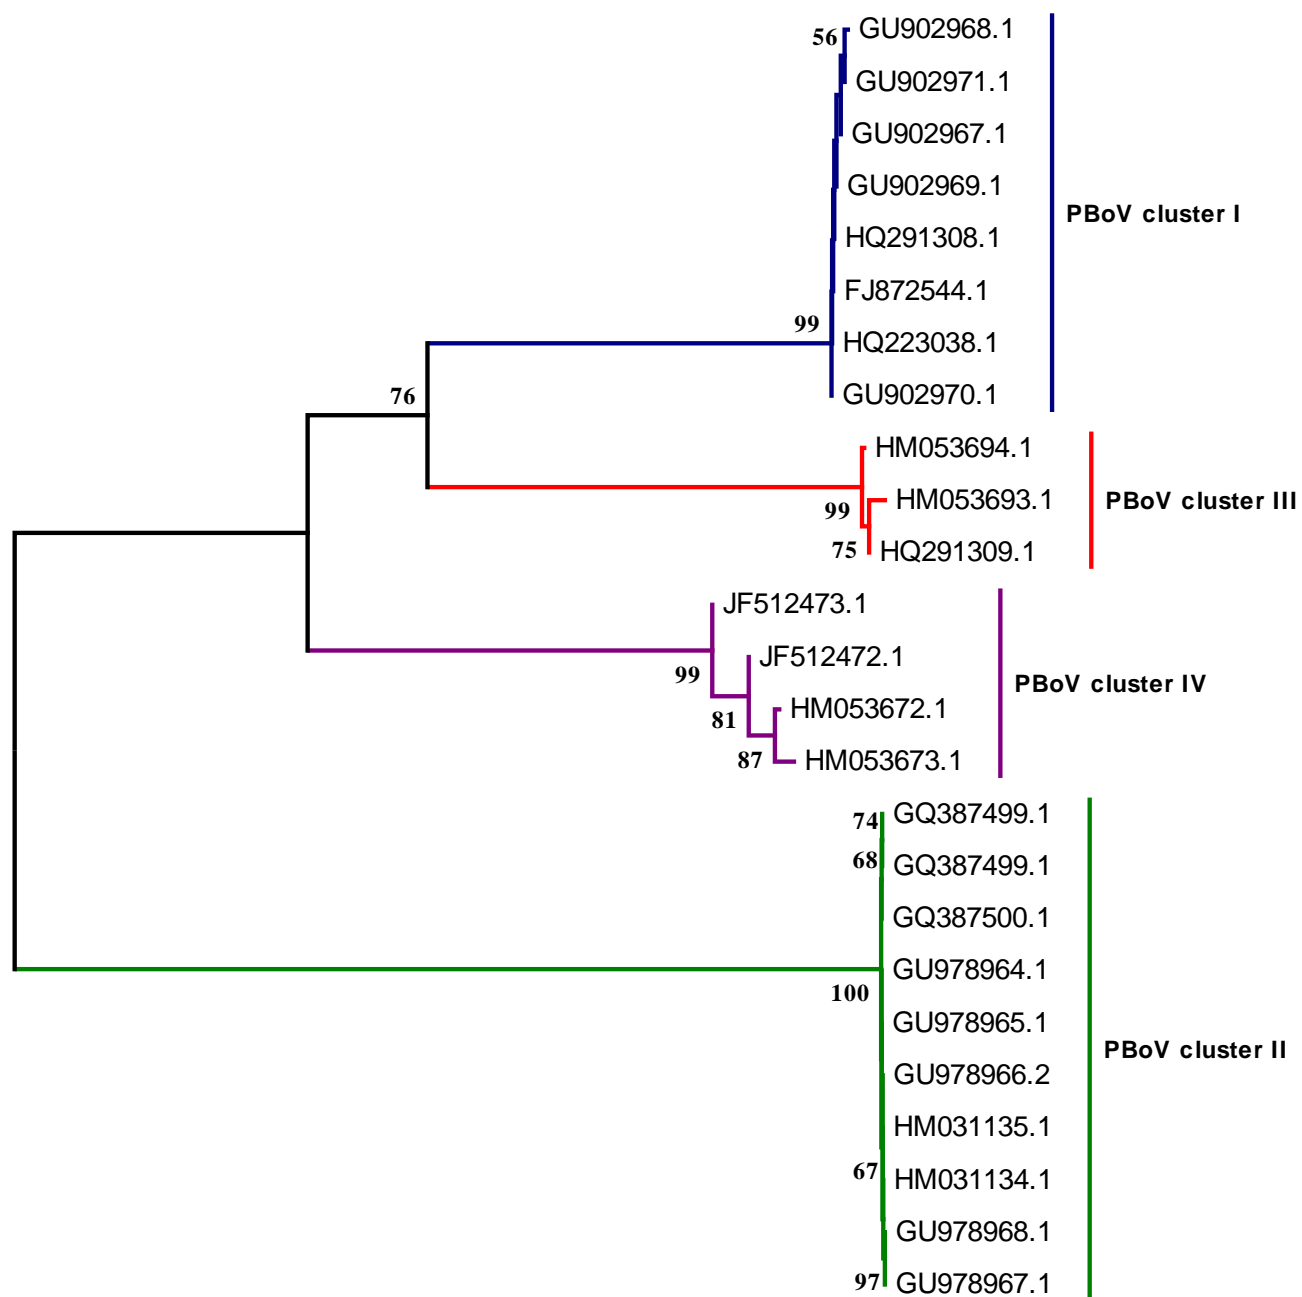 56
GU902968.1
GU902971.1
GU902967.1
GU902969.1
PBoV cluster I
HQ291308.1
FJ872544.1
99
HQ223038.1
GU902970.1
76
HM053694.1
HM053693.1
PBoV cluster III
99
75
HQ291309.1
JF512473.1
JF512472.1
99
PBoV cluster IV
HM053672.1
81
87
HM053673.1
74
GQ387499.1
68
GQ387499.1
GQ387500.1
GU978964.1
100
GU978965.1
PBoV cluster II
GU978966.2
HM031135.1
67
HM031134.1
GU978968.1
97
GU978967.1